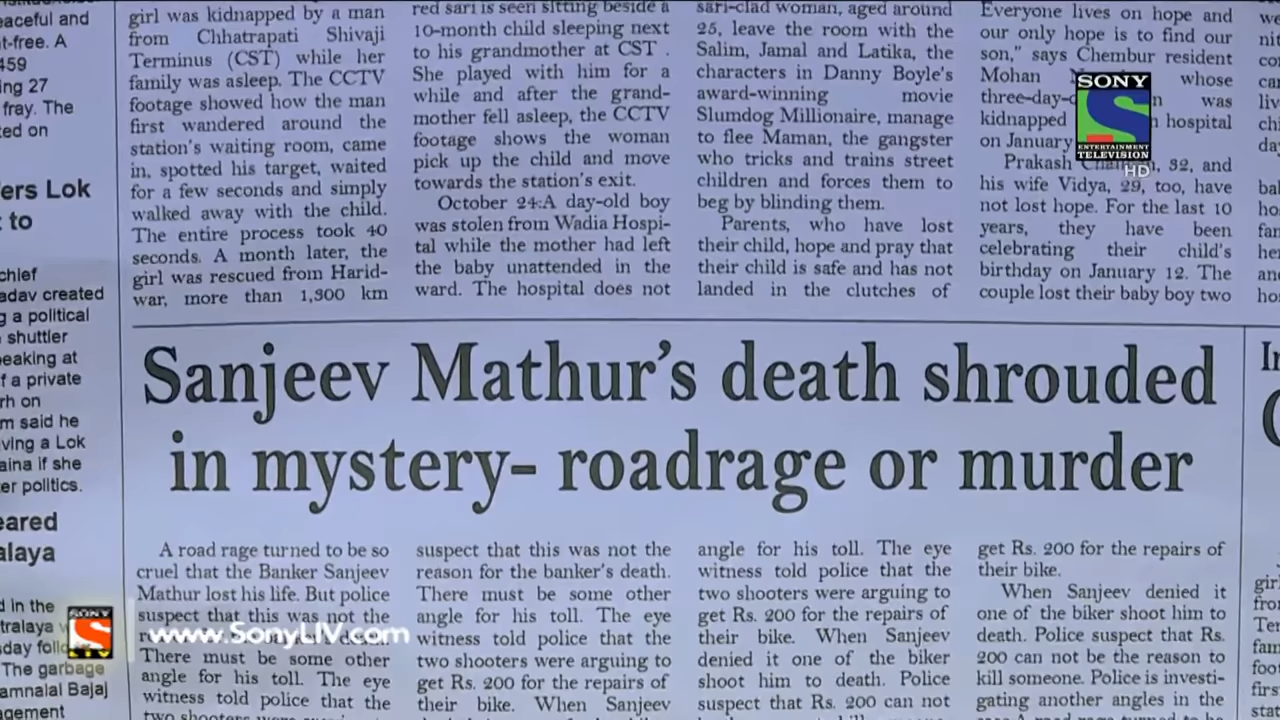 eaceful and
t-free. A
459
ing 27
fray. The
ed on
ers Lok
to
chief
adav created
g a political
shuttler
eaking at
f a private
rh on
m said he
ving a Lok
aina if she
er politics.
eared
alaya
d in the
tralaya
sday
The garbage
amnalal Bajaj
agement
girl was kidnapped by a man
from Chhatrapati Shivaji
Terminus (CST) while her
family was asleep. The CCTV
footage showed how the man
first wandered around the
station's waiting room, came
in, spotted his target, waited
for a few seconds and simply
walked away with the child.
The entire process took 40
seconds. A month later, the
girl was rescued from Harid-
war, more than 1,300 km
red sari is seen sitting beside a
10-month child sleeping next
to his grandmother at CST .
She played with him for a
while and after the grand-
mother fell asleep, the CCTV
footage shows the woman
pick up the child and move
towards the station's exit.
October 24:A day-old boy
was stolen from Wadia Hospi-
tal while the mother had left
the baby unattended in the
ward. The hospital does not
sari-clad woman, aged around
25, leave the room with the
Salim, Jamal and Latika, the
characters in Danny Boyle's
award-winning movie
Slumdog Millionaire, manage
to flee Maman, the gangster
who tricks and trains street
children and forces them to
beg by blinding them.
Parents, who have lost
their child, hope and pray that
their child is safe and has not
landed in the clutches of
Everyone lives on hope and
our only hope is to find our
son," says Chembur resident
Mohan whose
three-day-o n was
kidnapped hospital
on January
Prakash , 32, and
his wife Vidya, 29, too, have
not lost hope. For the last 10
years, they have been
celebrating their child's
birthday on January 12. The
couple lost their baby boy two
SONY
ENTERTAINMENT
TELEVISION
HD
Sanjeev Mathur's death shrouded
in mystery- roadrage or murder
A road rage turned to be so
cruel that the Banker Sanjeev
Mathur lost his life. But police
suspect that this was not the
There must be some other
angle for his toll. The eye
witness told police that the
two shooters were
suspect that this was not the
reason for the banker's death.
There must be some other
angle for his toll. The eye
witness told police that the
two shooters were arguing to
get Rs. 200 for the repairs of
their bike. When Sanjeev
angle for his toll. The eye
witness told police that the
two shooters were arguing to
get Rs. 200 for the repairs of
their bike. When Sanjeev
denied it one of the biker
shoot him to death. Police
suspect that Rs. 200 can not
get Rs. 200 for the repairs of
their bike.
When Sanjeev denied it
one of the biker shoot him to
death. Police suspect that Rs.
200 can not be the reason to
kill someone. Police is investi-
gating another angles in the
SONY
LIV
www.SonyLIV.com